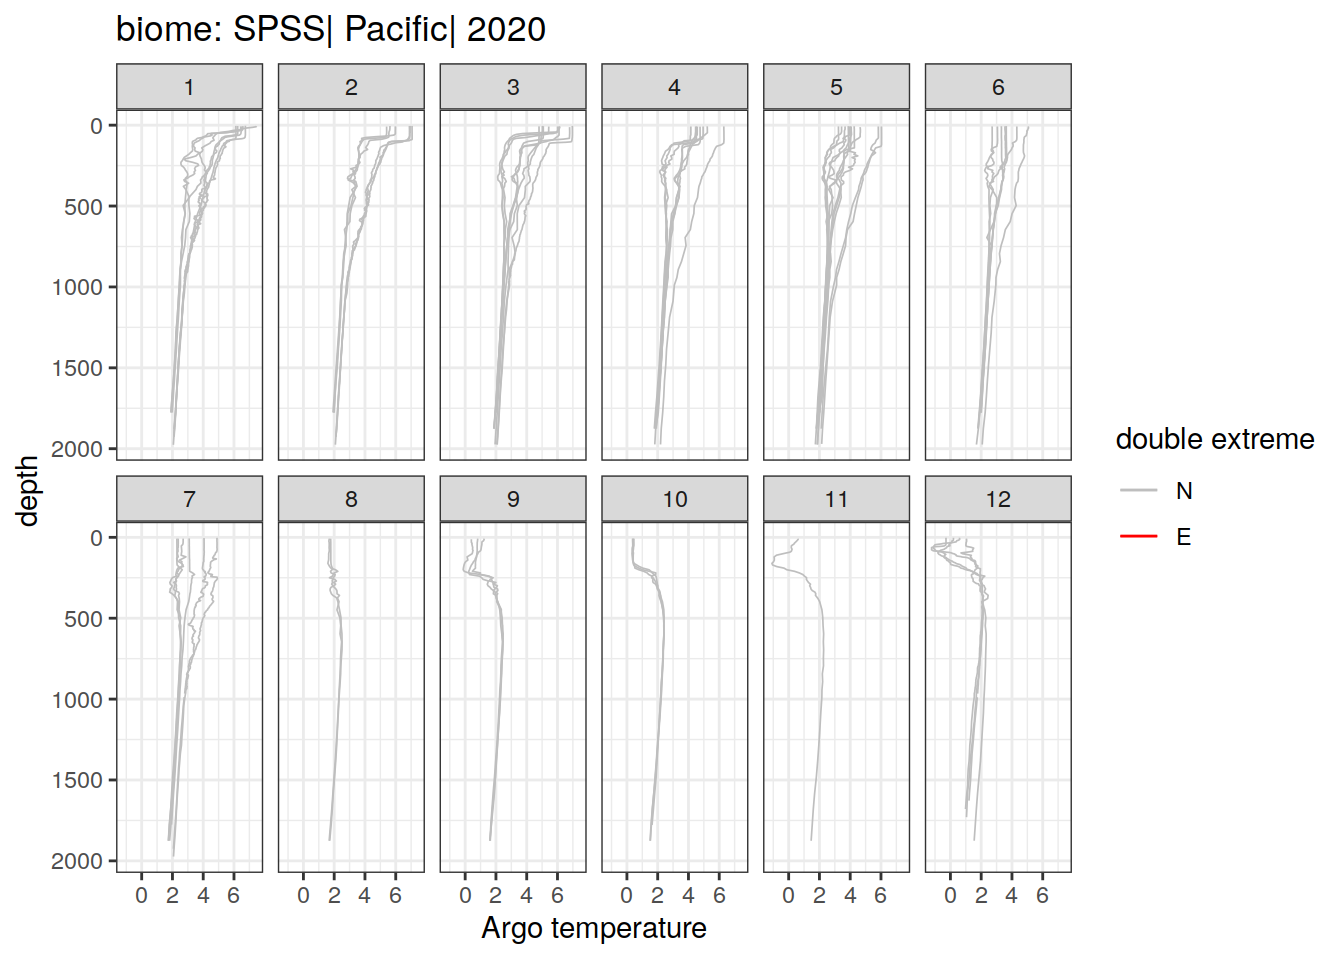 biome: SPSS| Pacific| 2020
1 2 3 4 5 6
0
500
1000
1500
2000
depth
7 8 9 10 11 12
0
500
1000
1500
2000
0 2 4 6 0 2 4 6 0 2 4 6 0 2 4 6 0 2 4 6 0 2 4 6
Argo temperature
double extreme
N
E